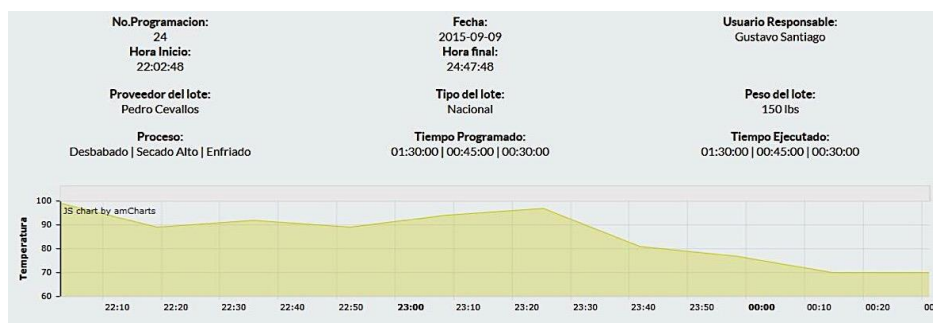 No.Programacion:
24
Hora Inicio:
22:02:48
Fecha:
2015-09-09
Hora final:
24:47:48
Usuario Responsable:
Gustavo Santiago
Proveedor del lote:
Pedro Cevallos
Tipo del lote:
Nacional
Peso del lote:
150 lbs
Proceso:
Desbabado | Secado Alto | Enfriado
Tiempo Programado:
01:30:00 | 00:45:00 | 00:30:00
Tiempo Ejecutado:
01:30:00 | 00:45:00 | 00:30:00
JS chart by amCharts
Temperatura
100
90
80
70
60
22:10 22:20 22:30 22:40 22:50 23:00 23:10 23:20 23:30 23:40 23:50 00:00 00:10 00:20